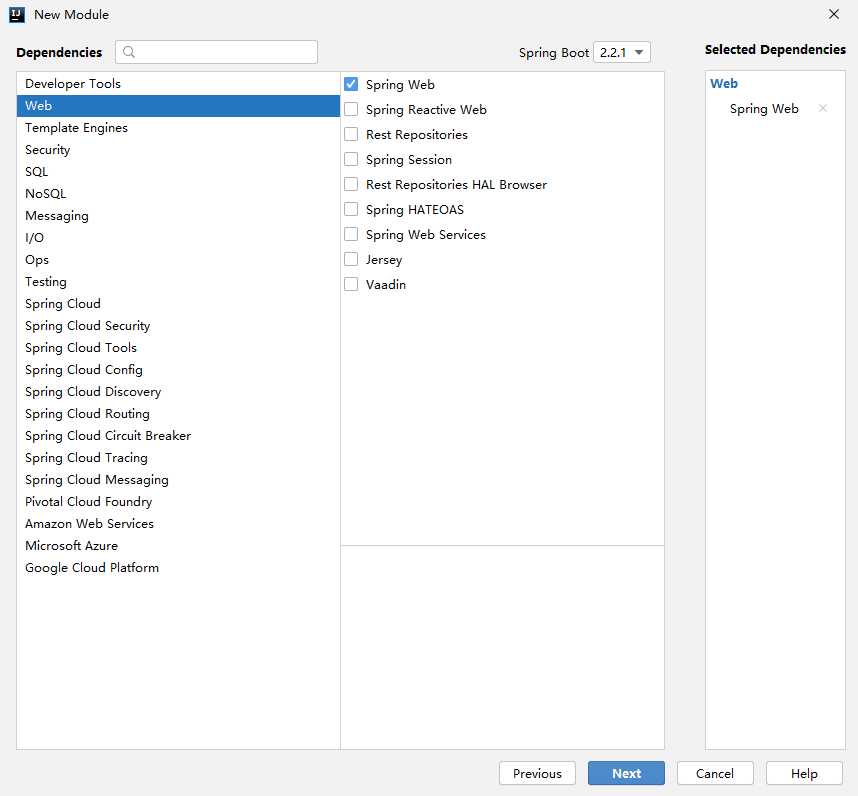 IJ New Module
Dependencies
Spring Boot 2.2.1
Selected Dependencies
Developer Tools
Web
Template Engines
Security
SQL
NoSQL
Messaging
I/O
Ops
Testing
Spring Cloud
Spring Cloud Security
Spring Cloud Tools
Spring Cloud Config
Spring Cloud Discovery
Spring Cloud Routing
Spring Cloud Circuit Breaker
Spring Cloud Tracing
Spring Cloud Messaging
Pivotal Cloud Foundry
Amazon Web Services
Microsoft Azure
Google Cloud Platform
Spring Web
Spring Reactive Web
Rest Repositories
Spring Session
Rest Repositories HAL Browser
Spring HATEOAS
Spring Web Services
Jersey
Vaadin
Web
Spring Web
Previous
Next
Cancel
Help